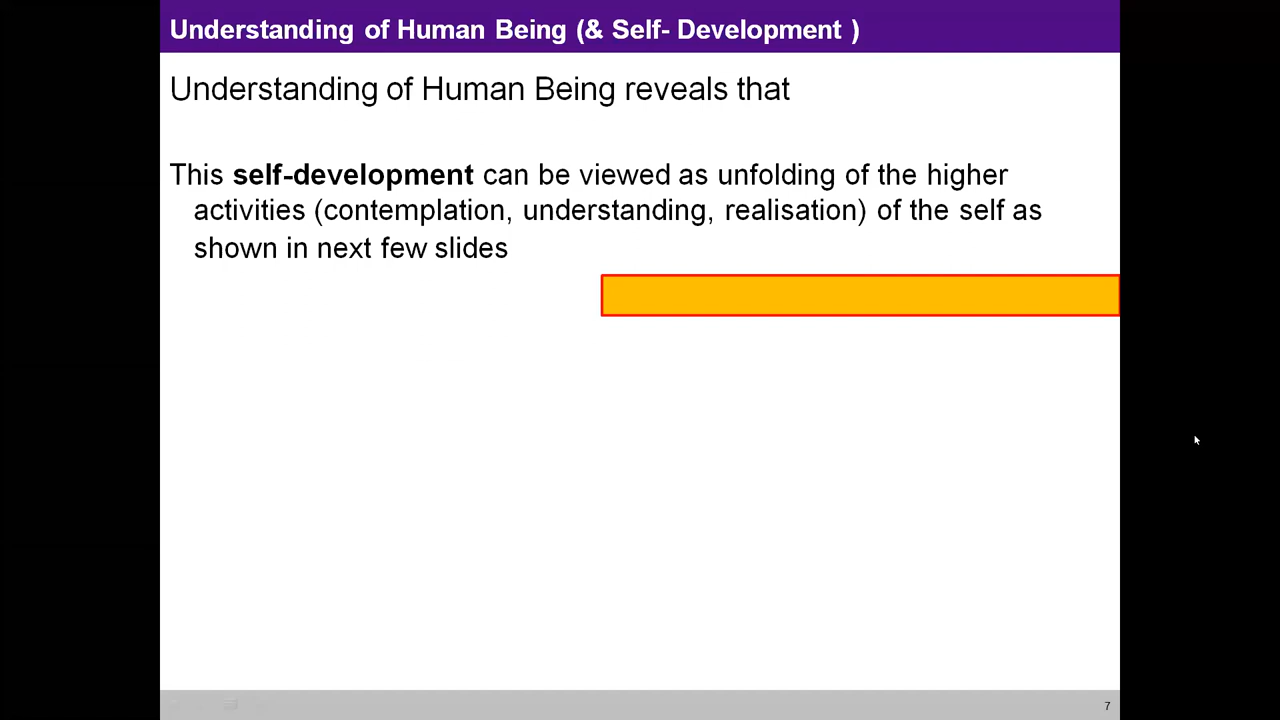 Understanding of Human Being (& Self- Development )
Understanding of Human Being reveals that
This self-development can be viewed as unfolding of the higher
activities (contemplation, understanding, realisation) of the self as
shown in next few slides
7